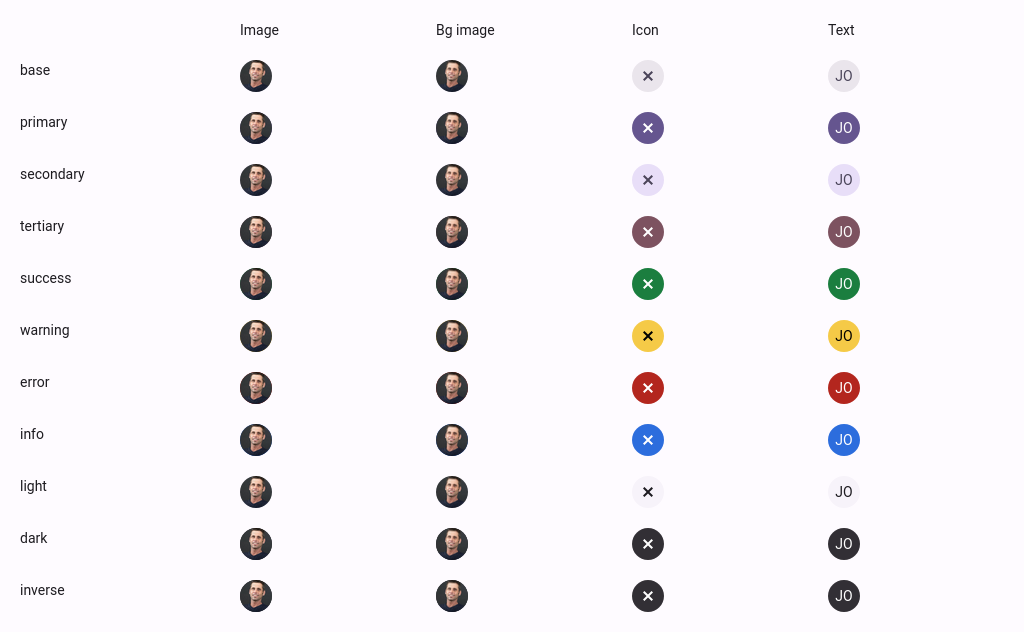 Image Bg image Icon Text
base JO
primary JO
secondary JO
tertiary JO
success JO
warning JO
error JO
info JO
light JO
dark JO
inverse JO